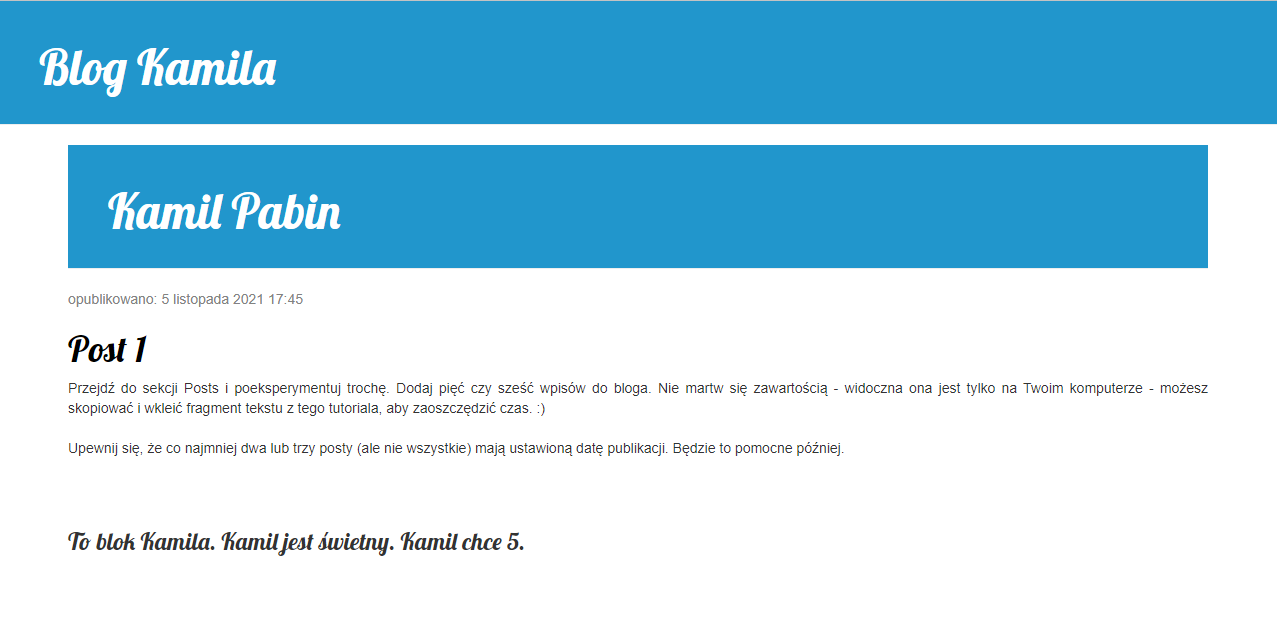 Blog Kamila
Kamil Pabin
opublikowano: 5 listopada 2021 17:45
Post 1
Przejdź do sekcji Posts i poeksperymentuj trochę. Dodaj pięć czy sześć wpisów do bloga. Nie martw się zawartością - widoczna ona jest tylko na Twoim komputerze - możesz
skopiować i wkleić fragment tekstu z tego tutoriala, aby zaoszczędzić czas. :)
Upewnij się, że co najmniej dwa lub trzy posty (ale nie wszystkie) mają ustawioną datę publikacji. Będzie to pomocne później.
To blok Kamila. Kamil jest świetny. Kamil chce 5.